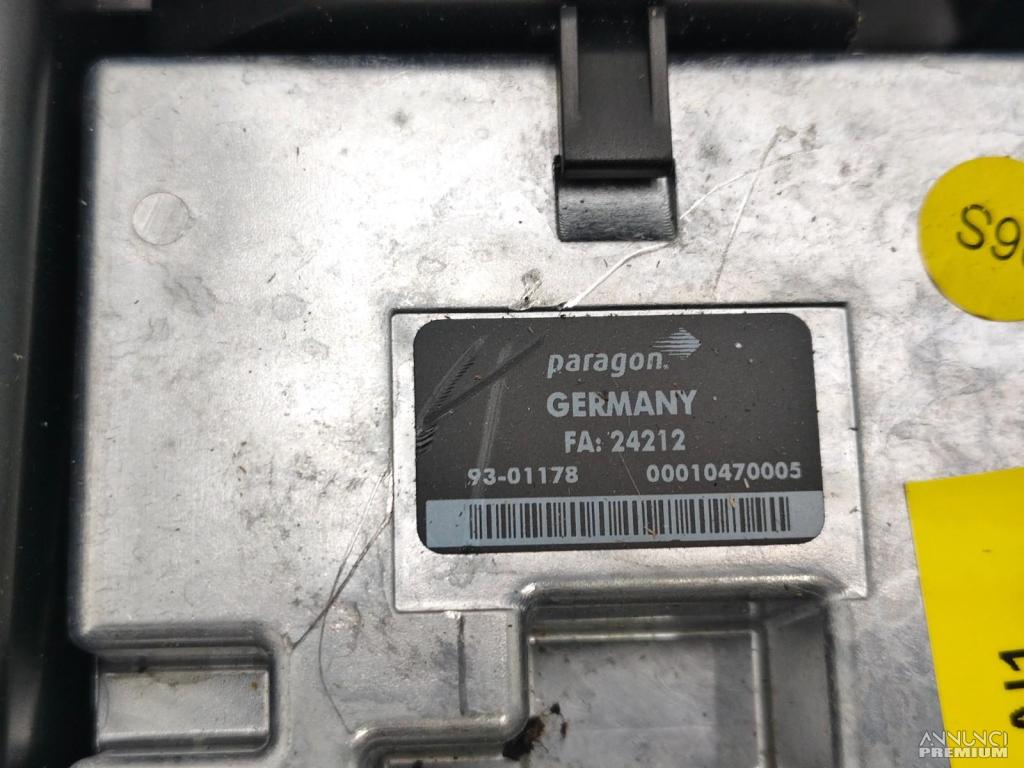 paragon
GERMANY
FA: 24212
93-01178 00010470005
ANNUNCI
PREMIUM